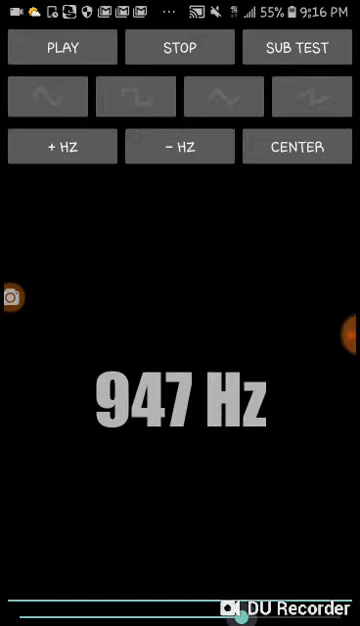 55% 9:16 PM
PLAY STOP SUB TEST
+ HZ - HZ CENTER
947 Hz
DU Recorder